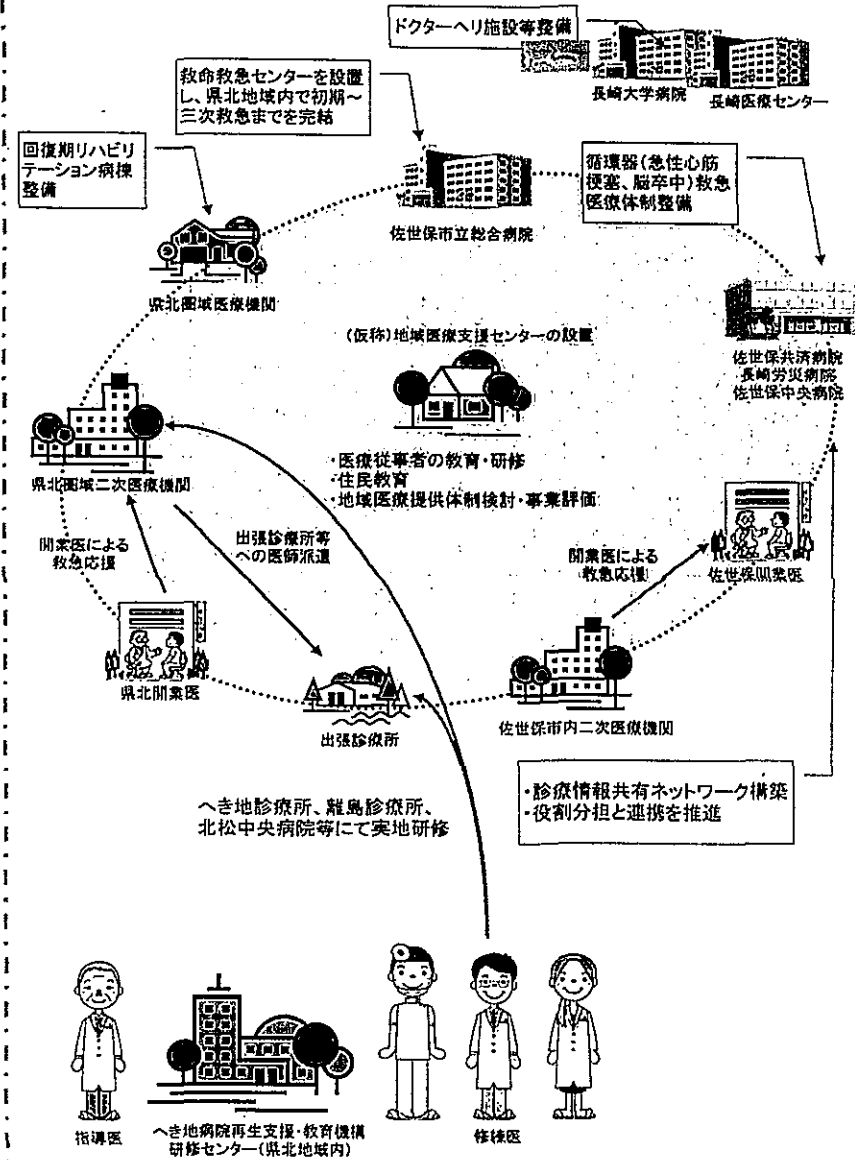 ドクターヘリ施設等整備
長崎大学病院
長崎医療センター
救命救急センターを設置
し、県北地域内で初期～
三次救急までを完結
回復期リハビリ
テーション病棟
整備
循環器(急性心筋
梗塞、脳卒中)救急
医療体制整備
佐世保市立総合病院
県北圏域医療機関
(仮称)地域医療支援センターの設置
佐世保共済病院
長崎労災病院
佐世保中央病院
・医療従事者の教育・研修
・住民教育
・地域医療提供体制検討・事業評価
県北圏域二次医療機関
開業医による
救急応援
出張診療所等
への医師派遣
開業医による
救急応援
佐世保開業医
県北開業医
出張診療所
佐世保市内二次医療機関
へき地診療所、離島診療所、
北松中央病院等にて実地研修
・診療情報共有ネットワーク構築
・役割分担と連携を推進
指導医
へき地病院再生支援・教育機構
研修センター(県北地域内)
修練医